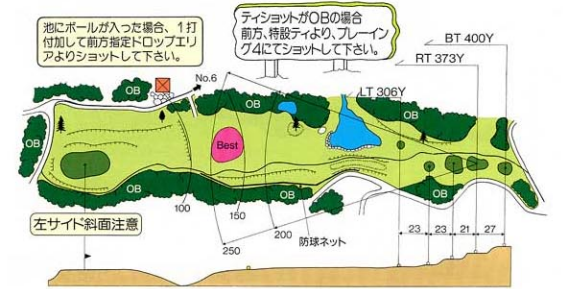 池にボールが入った場合、1打
付加して前方指定ドロップエリ
アよりショットして下さい。
ティショットがOBの場合
前方、特設ティより、プレーイン
グ4にてショットして下さい。
BT 400Y
RT 373Y
LT 306Y
No.6
OB
OB
OB
OB
OB
OB
OB
OB
Best
100
150
200
250
防球ネット
左サイド斜面注意
23
23
21
27